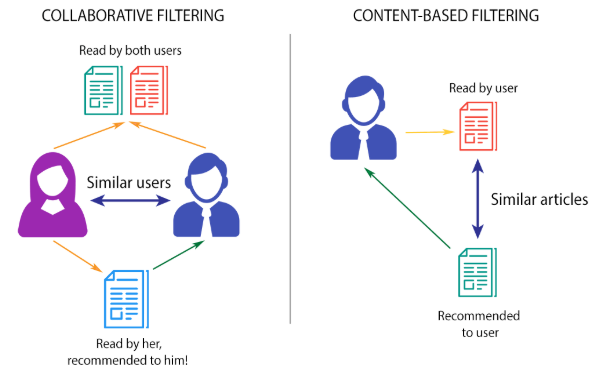 COLLABORATIVE FILTERING
Read by both users
Similar users
Read by her,
recommended to him!
CONTENT-BASED FILTERING
Read by user
Similar articles
Recommended
to user